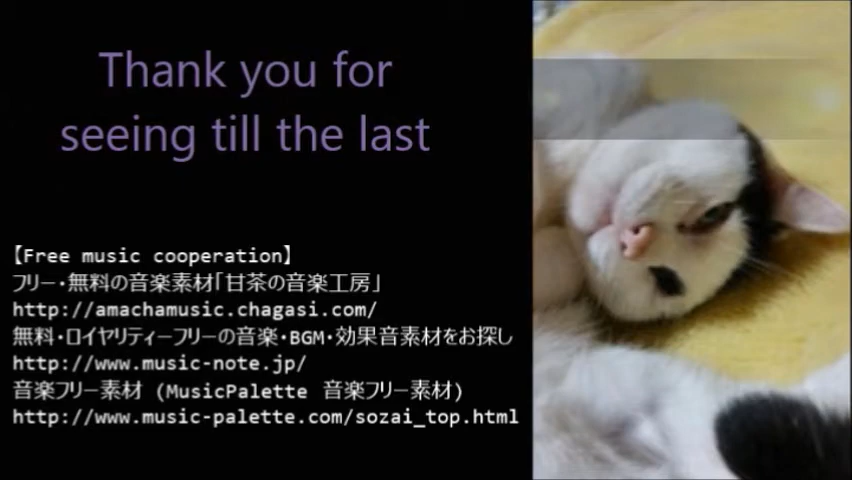 Thank you for
seeing till the last
【Free music cooperation】
フリー・無料の音楽素材「甘茶の音楽工房」
http://amachamusic.chagasi.com/
無料・ロイヤリティーフリーの音楽・BGM・効果音素材をお探し
http://www.music-note.jp/
音楽フリー素材 (MusicPalette 音楽フリー素材)
http://www.music-palette.com/sozai_top.html